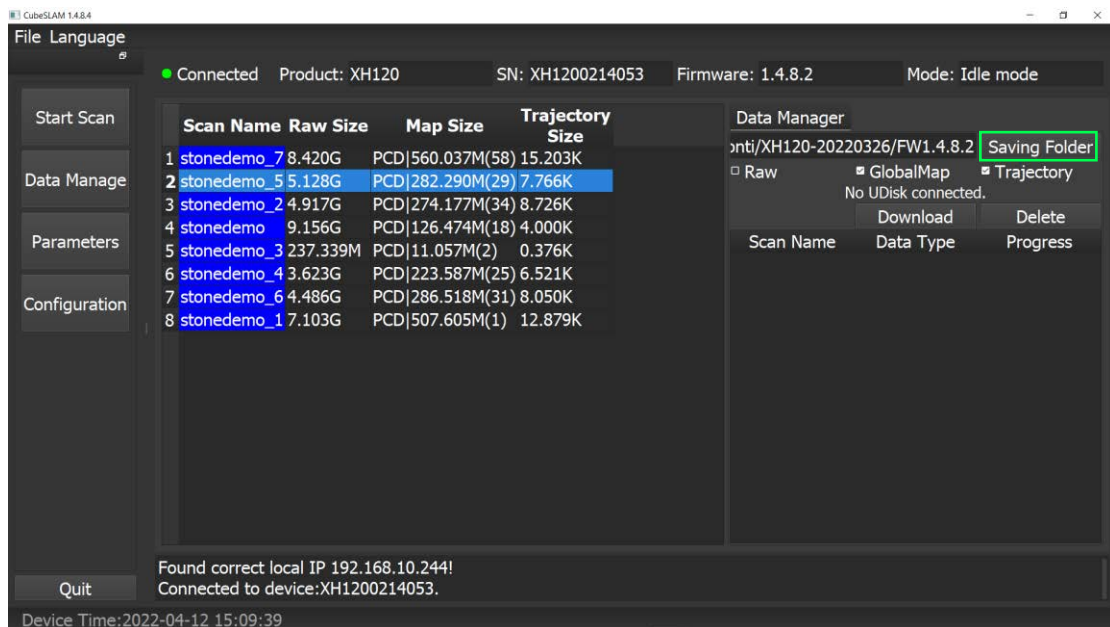 CubeSLAM 1.4.8.4
File Language
Connected Product: XH120 SN: XH1200214053 Firmware: 1.4.8.2 Mode: Idle mode
Start Scan
Data Manage
Parameters
Configuration
Quit
Scan Name Raw Size Map Size Trajectory Size
1 stonedemo_7 8.420G PCD|560.037M(58) 15.203K
2 stonedemo_5 5.128G PCD|282.290M(29) 7.766K
3 stonedemo_2 4.917G PCD|274.177M(34) 8.726K
4 stonedemo 9.156G PCD|126.474M(18) 4.000K
5 stonedemo_3 237.339M PCD|11.057M(2) 0.376K
6 stonedemo_4 3.623G PCD|223.587M(25) 6.521K
7 stonedemo_6 4.486G PCD|286.518M(31) 8.050K
8 stonedemo_1 7.103G PCD|507.605M(1) 12.879K
Data Manager
onti/XH120-20220326/FW1.4.8.2 Saving Folder
Raw GlobalMap Trajectory
No UDisk connected.
Download Delete
Scan Name Data Type Progress
Found correct local IP 192.168.10.244!
Connected to device:XH1200214053.
Device Time:2022-04-12 15:09:39